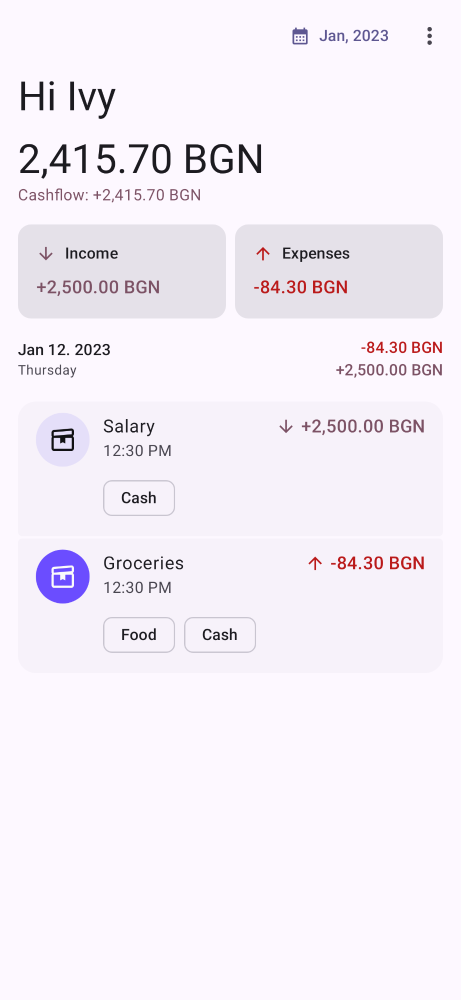 Jan, 2023
Hi Ivy
2,415.70 BGN
Cashflow: +2,415.70 BGN
Income
+2,500.00 BGN
Expenses
-84.30 BGN
Jan 12. 2023
-84.30 BGN
Thursday
+2,500.00 BGN
Salary
+2,500.00 BGN
12:30 PM
Cash
Groceries
-84.30 BGN
12:30 PM
Food
Cash